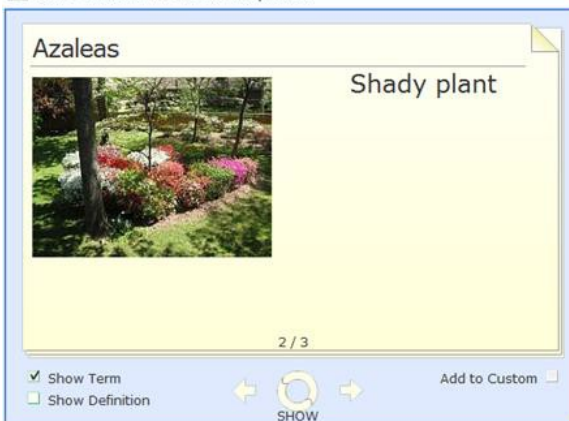 Azaleas
Shady plant
2 / 3
Show Term
Show Definition
SHOW
Add to Custom